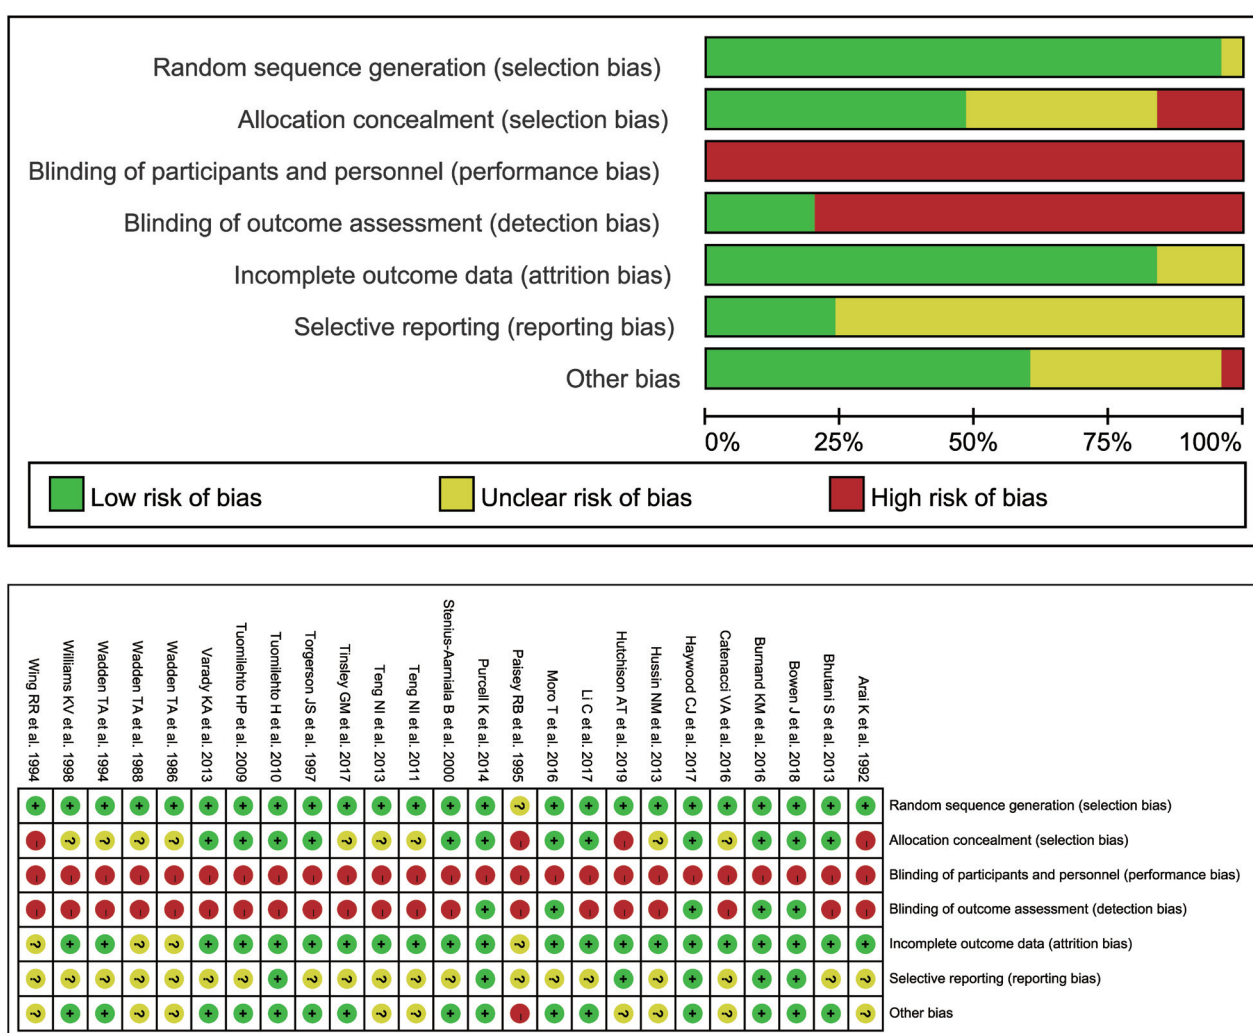 Random sequence generation (selection bias)
Allocation concealment (selection bias)
Blinding of participants and personnel (performance bias)
Blinding of outcome assessment (detection bias)
Incomplete outcome data (attrition bias)
Selective reporting (reporting bias)
Other bias
0% 25% 50% 75% 100%
Low risk of bias Unclear risk of bias High risk of bias
Wing RR et al. 1994
Williams KV et al. 1998
Wadden TA et al. 1994
Wadden TA et al. 1988
Wadden TA et al. 1986
Varady KA et al. 2013
Tuomilehto HP et al. 2009
Tuomilehto H et al. 2010
Torgerson JS et al. 1997
Tinsley GM et al. 2017
Teng NI et al. 2013
Teng NI et al. 2011
Stenius-Aarniala B et al. 2000
Purcell K et al. 2014
Paisey RB et al. 1995
Moro T et al. 2016
Li C et al. 2017
Hutchison AT et al. 2019
Hussin NM et al. 2013
Haywood CJ et al. 2017
Catenacci VA et al. 2016
Burnand KM et al. 2016
Bowen J et al. 2018
Bhutani S et al. 2013
Arai K et al. 1992
+ + + + + + + + + + + + + + ? + + + + + + + + + + Random sequence generation (selection bias)
− ? ? ? ? + + + + ? ? ? + + − + + − ? + ? + + + − Allocation concealment (selection bias)
− − − − − − − − − − − − − − − − − − − − − − − − − Blinding of participants and personnel (performance bias)
− − − − − − − − − − − − − + − + − − − + − + + − − Blinding of outcome assessment (detection bias)
? + + ? ? + + + + + + + + + ? + + + + + + + + + + Incomplete outcome data (attrition bias)
? ? ? ? ? ? ? + ? ? ? ? ? + ? ? ? + ? + ? + + ? ? Selective reporting (reporting bias)
? + + ? ? + + + + + ? ? + + − + + ? ? + ? + + + ? Other bias